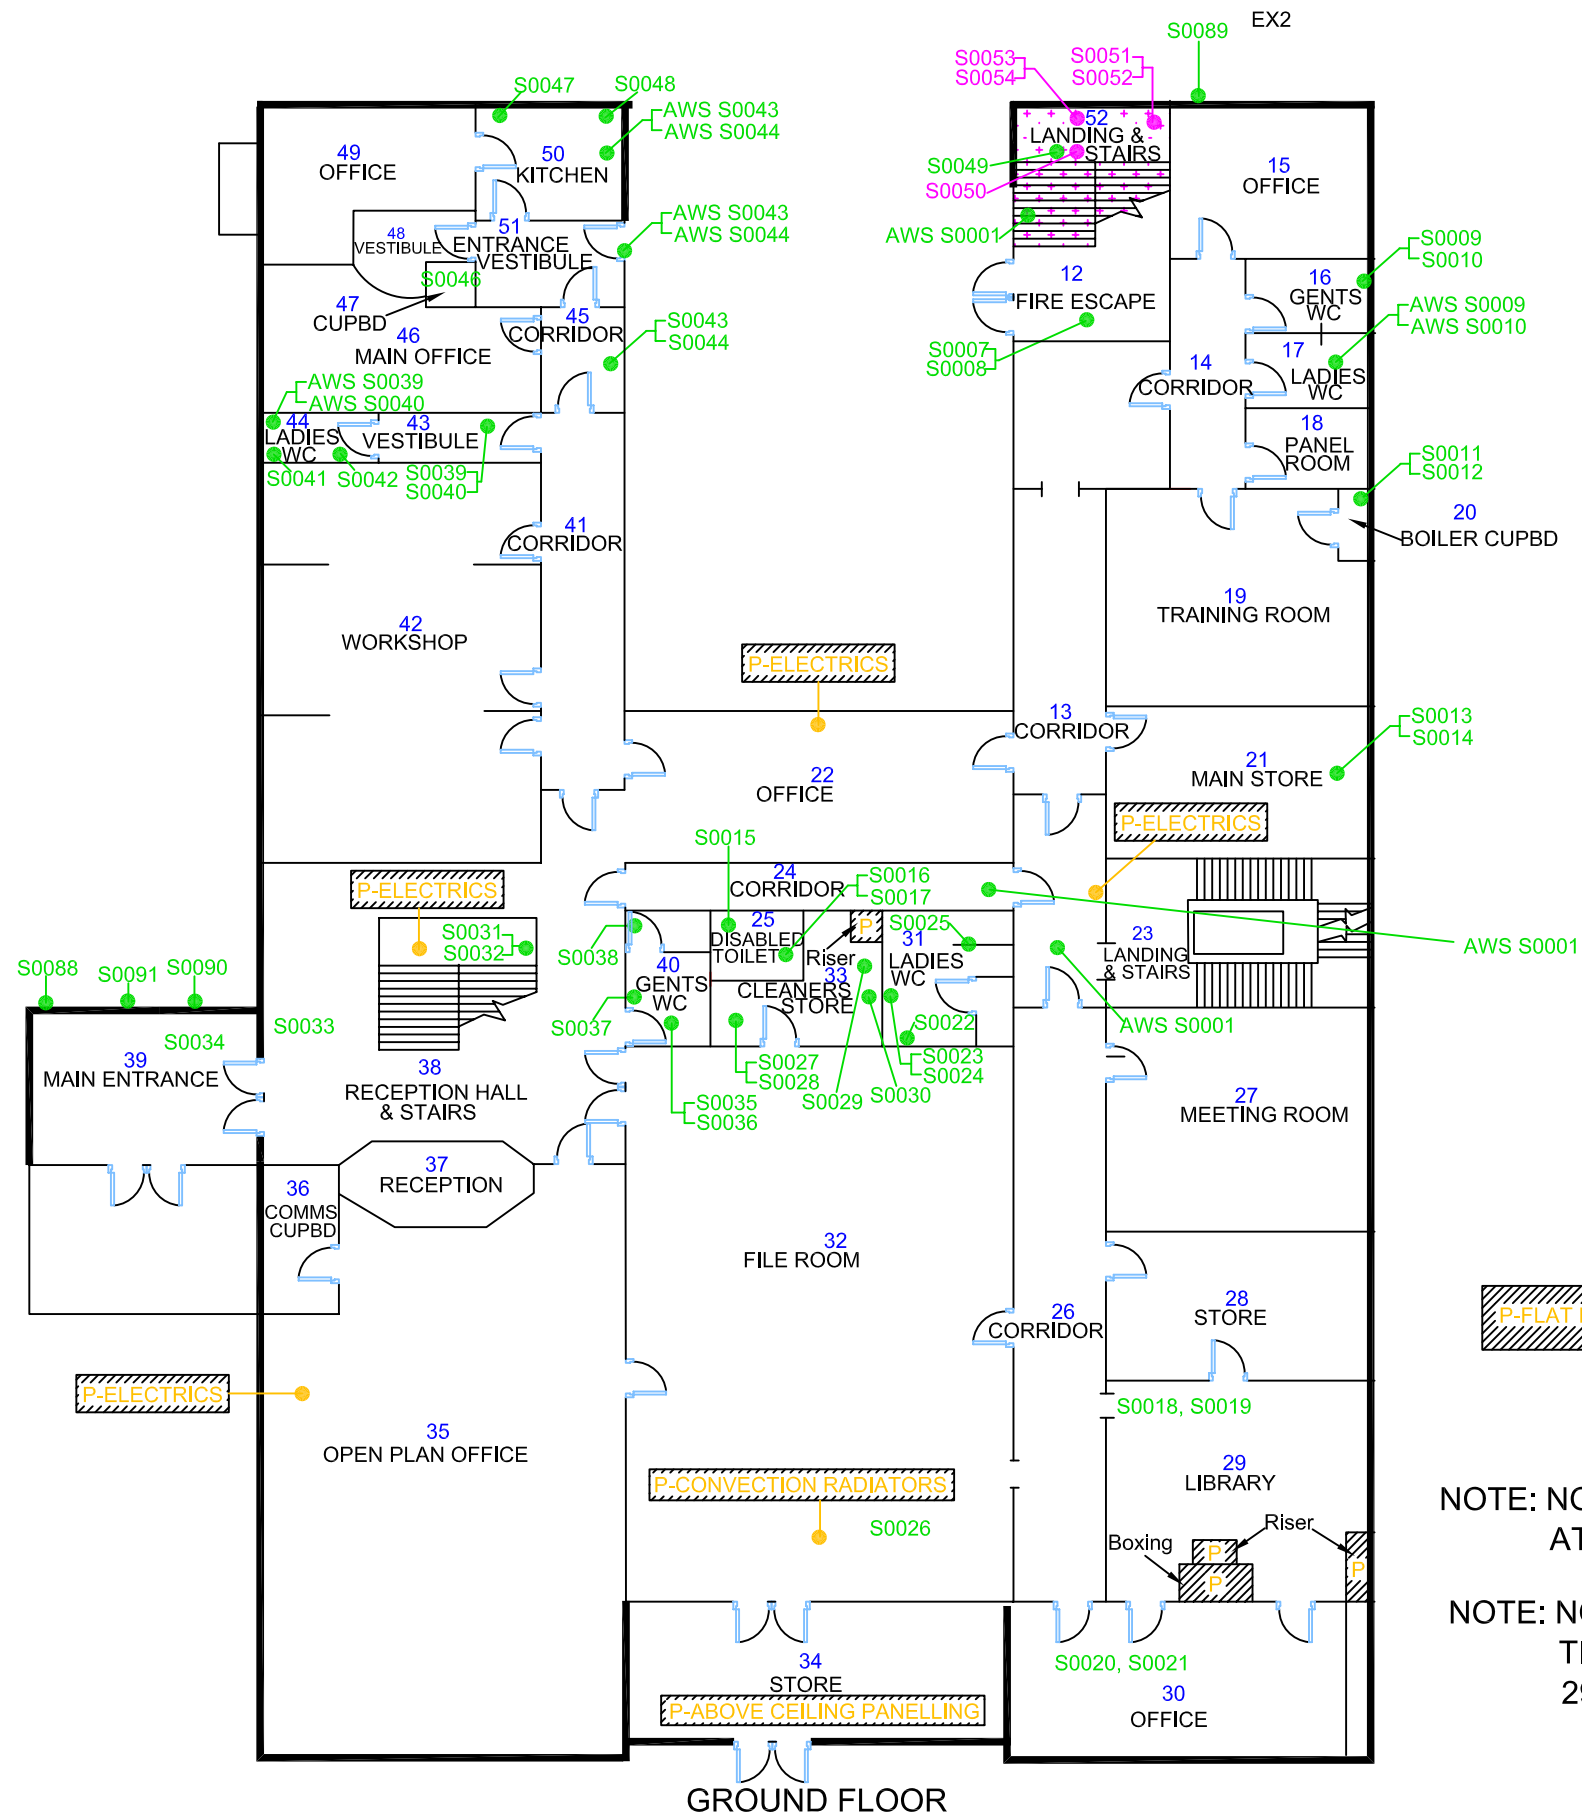 EX2
S0089
S0053
S0054
S0051
S0052
S0047
S0048
AWS S0043
AWS S0044
52
LANDING &
STAIRS
S0049
S0050
49
OFFICE
50
KITCHEN
15
OFFICE
AWS S0043
AWS S0044
AWS S0001
48
VESTIBULE
51
ENTRANCE
VESTIBULE
S0046
S0009
S0010
12
FIRE ESCAPE
16
GENTS
WC
47
CUPBD
AWS S0009
AWS S0010
45
CORRIDOR
S0043
S0044
46
MAIN OFFICE
S0007
S0008
17
LADIES
WC
14
CORRIDOR
AWS S0039
AWS S0040
44
LADIES
WC
43
VESTIBULE
18
PANEL
ROOM
S0041
S0042
S0039
S0040
S0011
S0012
20
BOILER CUPBD
41
CORRIDOR
19
TRAINING ROOM
42
WORKSHOP
P-ELECTRICS
13
CORRIDOR
S0013
S0014
21
MAIN STORE
22
OFFICE
P-ELECTRICS
S0015
24
CORRIDOR
S0016
S0017
P-ELECTRICS
S0031
S0032
25
DISABLED
TOILET
P
Riser
S0025
31
LADIES
WC
23
LANDING
& STAIRS
AWS S0001
S0038
40
GENTS
WC
33
CLEANERS
STORE
S0088
S0091
S0090
S0033
S0034
S0037
S0022
AWS S0001
39
MAIN ENTRANCE
38
RECEPTION HALL
& STAIRS
S0027
S0028
S0023
S0024
S0029
S0030
S0035
S0036
27
MEETING ROOM
37
RECEPTION
36
COMMS
CUPBD
32
FILE ROOM
28
STORE
26
CORRIDOR
P-FLAT
P-ELECTRICS
S0018, S0019
35
OPEN PLAN OFFICE
29
LIBRARY
P-CONVECTION RADIATORS
S0026
Boxing
Riser
P
P
P
NOTE: NO
AT
NOTE: NO
29
34
STORE
P-ABOVE CEILING PANELLING
S0020, S0021
30
OFFICE
GROUND FLOOR